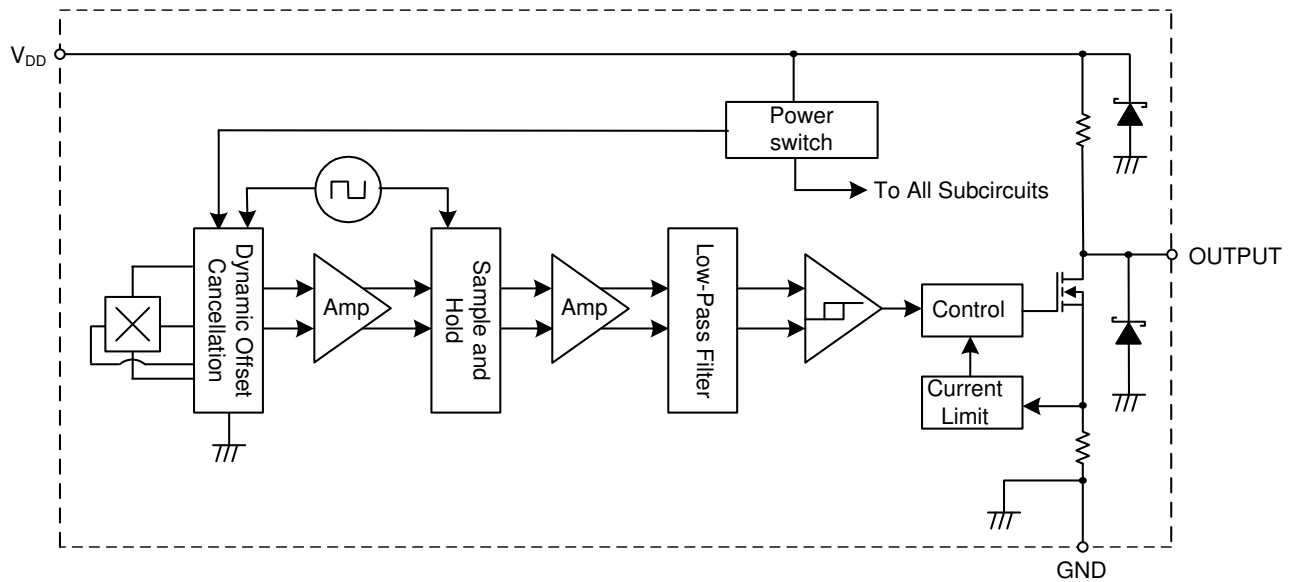 V_DD
Power
switch
To All Subcircuits
OUTPUT
Dynamic Offset
Cancellation
Amp
Sample and
Hold
Amp
Low-Pass Filter
Control
Current
Limit
GND